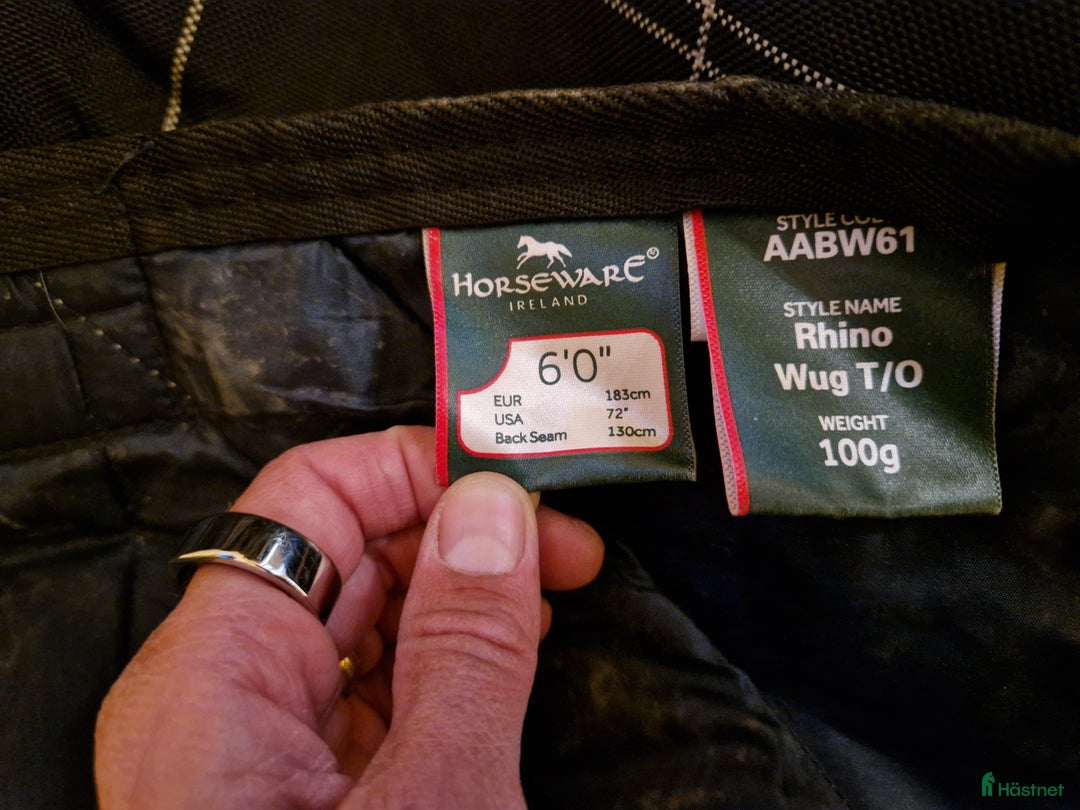 HORSEWARE®
IRELAND
6'0"
EUR 183cm
USA 72"
Back Seam 130cm
STYLE
AABW61
STYLE NAME
Rhino
Wug T/O
WEIGHT
100g
Hästnet